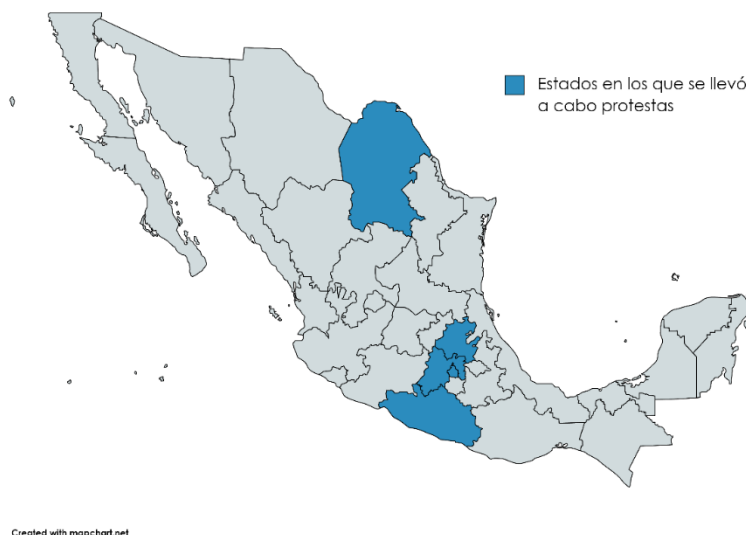 Estados en los que se llevó
a cabo protestas
Created with mapchart.net